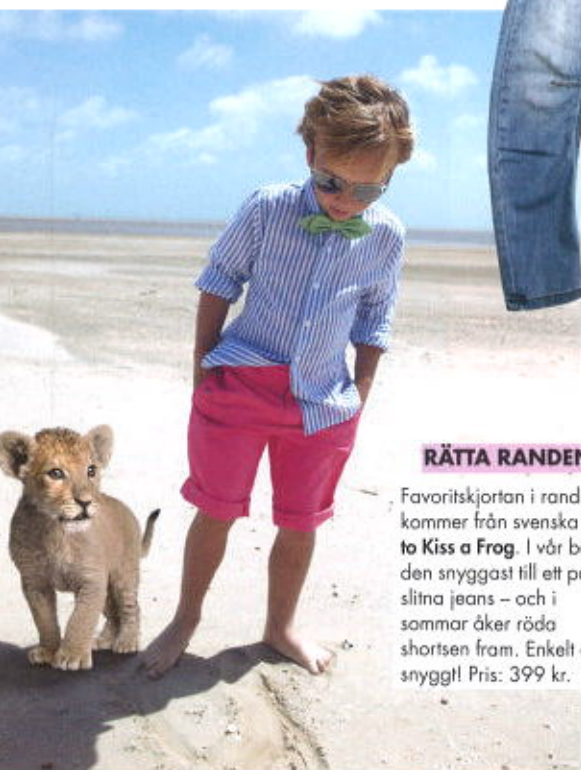 RÄTTA RANDEN
Favoritskjortan i rand
kommer från svenska
to Kiss a Frog. I vår
den snyggast till ett
slitna jeans – och i
sommar åker röda
shortsen fram. Enkelt
snyggt! Pris: 399 kr.